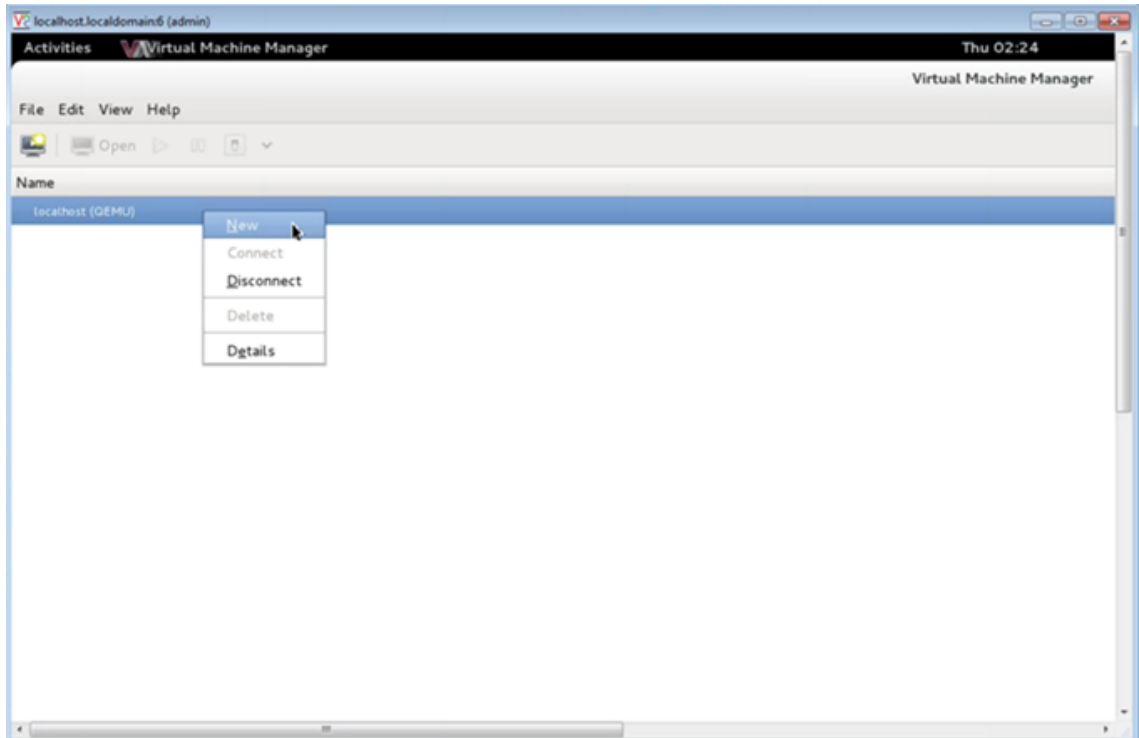 localhost.localdomain:6 (admin)
Activities Virtual Machine Manager Thu 02:24
Virtual Machine Manager
File Edit View Help
Open
Name
localhost (QEMU)
New
Connect
Disconnect
Delete
Details